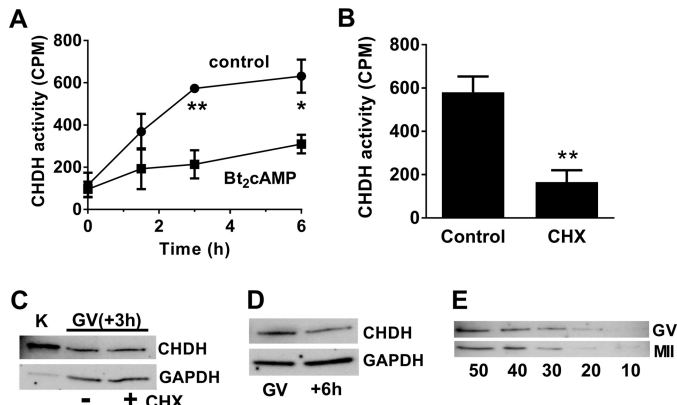 A
CHDH activity (CPM)
800
600
400
200
0
0
2
4
6
Time (h)
control
**
*
Bt2cAMP
B
CHDH activity (CPM)
800
600
400
200
0
**
Control
CHX
C
K
GV(+3h)
CHDH
GAPDH
- + CHX
D
CHDH
GAPDH
GV
+6h
E
GV
MII
50 40 30 20 10